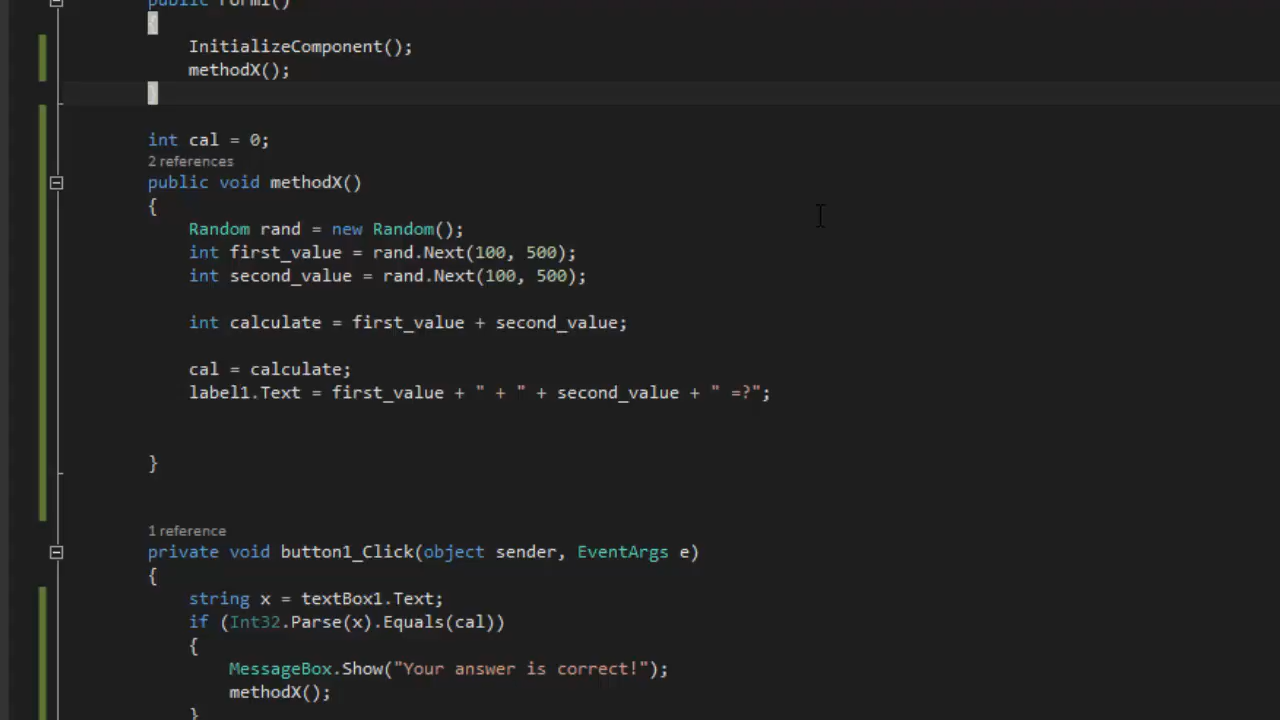 public Form1()
{
InitializeComponent();
methodX();
}
int cal = 0;
2 references
public void methodX()
{
Random rand = new Random();
int first_value = rand.Next(100, 500);
int second_value = rand.Next(100, 500);
int calculate = first_value + second_value;
cal = calculate;
label1.Text = first_value + " + " + second_value + " =?";
}
1 reference
private void button1_Click(object sender, EventArgs e)
{
string x = textBox1.Text;
if (Int32.Parse(x).Equals(cal))
{
MessageBox.Show("Your answer is correct!");
methodX();
}